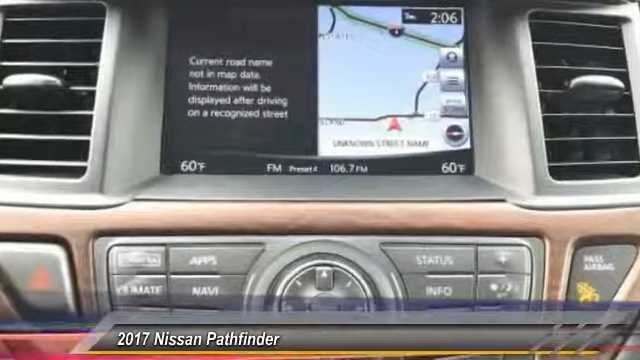 2:06
Current road name
not in map data.
Information will be
displayed after driving
on a recognized street
UNKNOWN STREET NAME
60°F FM Preset 4 106.7 FM 60°F
APPS STATUS
PASS
AIRBAG
CLIMATE NAVI INFO
2017 Nissan Pathfinder